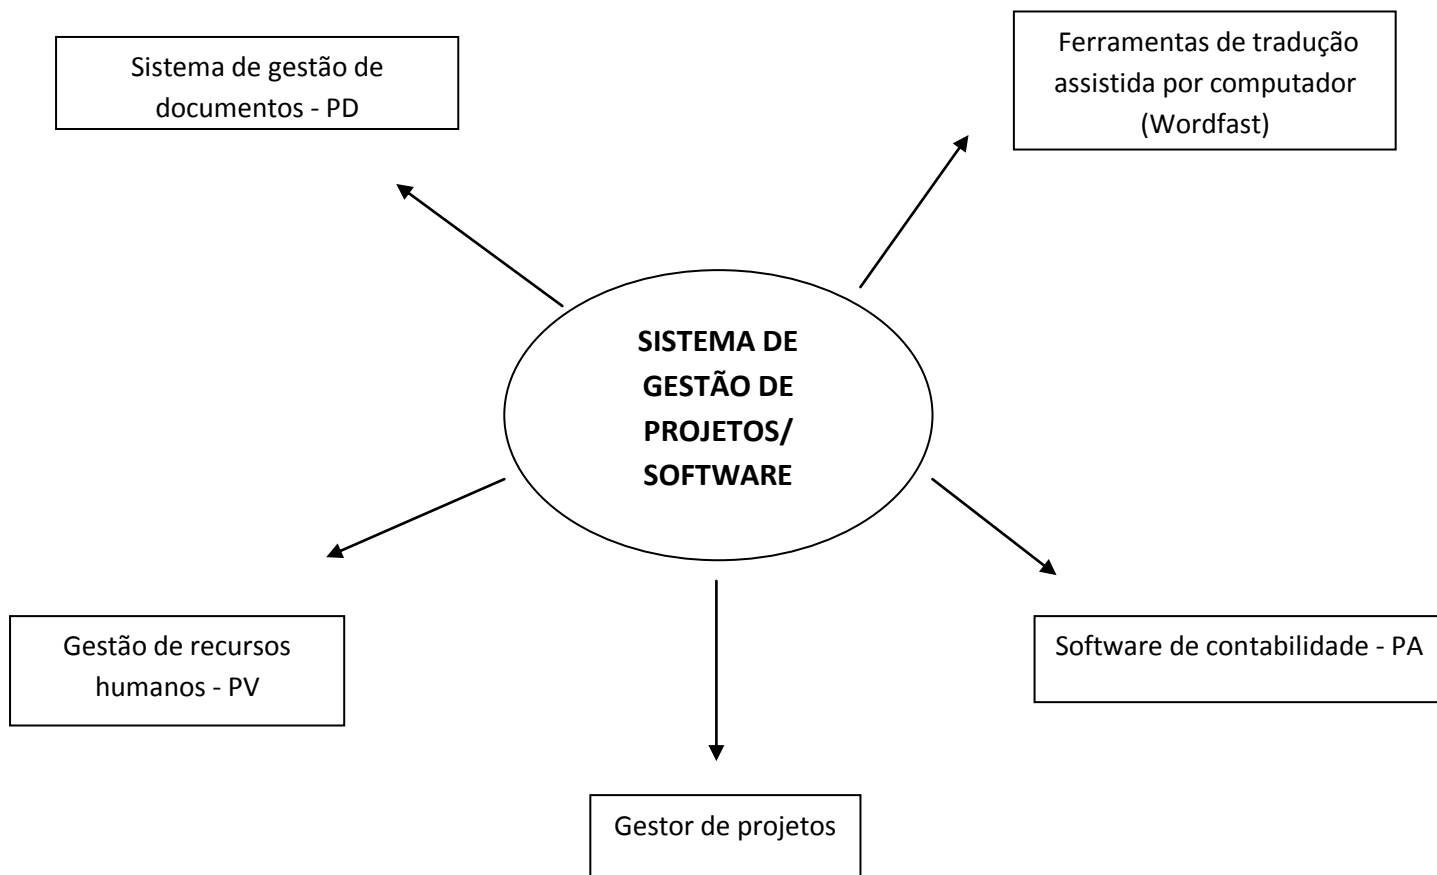 Sistema de gestão de
documentos - PD
Ferramentas de tradução
assistida por computador
(Wordfast)
SISTEMA DE
GESTÃO DE
PROJETOS/
SOFTWARE
Gestão de recursos
humanos - PV
Software de contabilidade - PA
Gestor de projetos